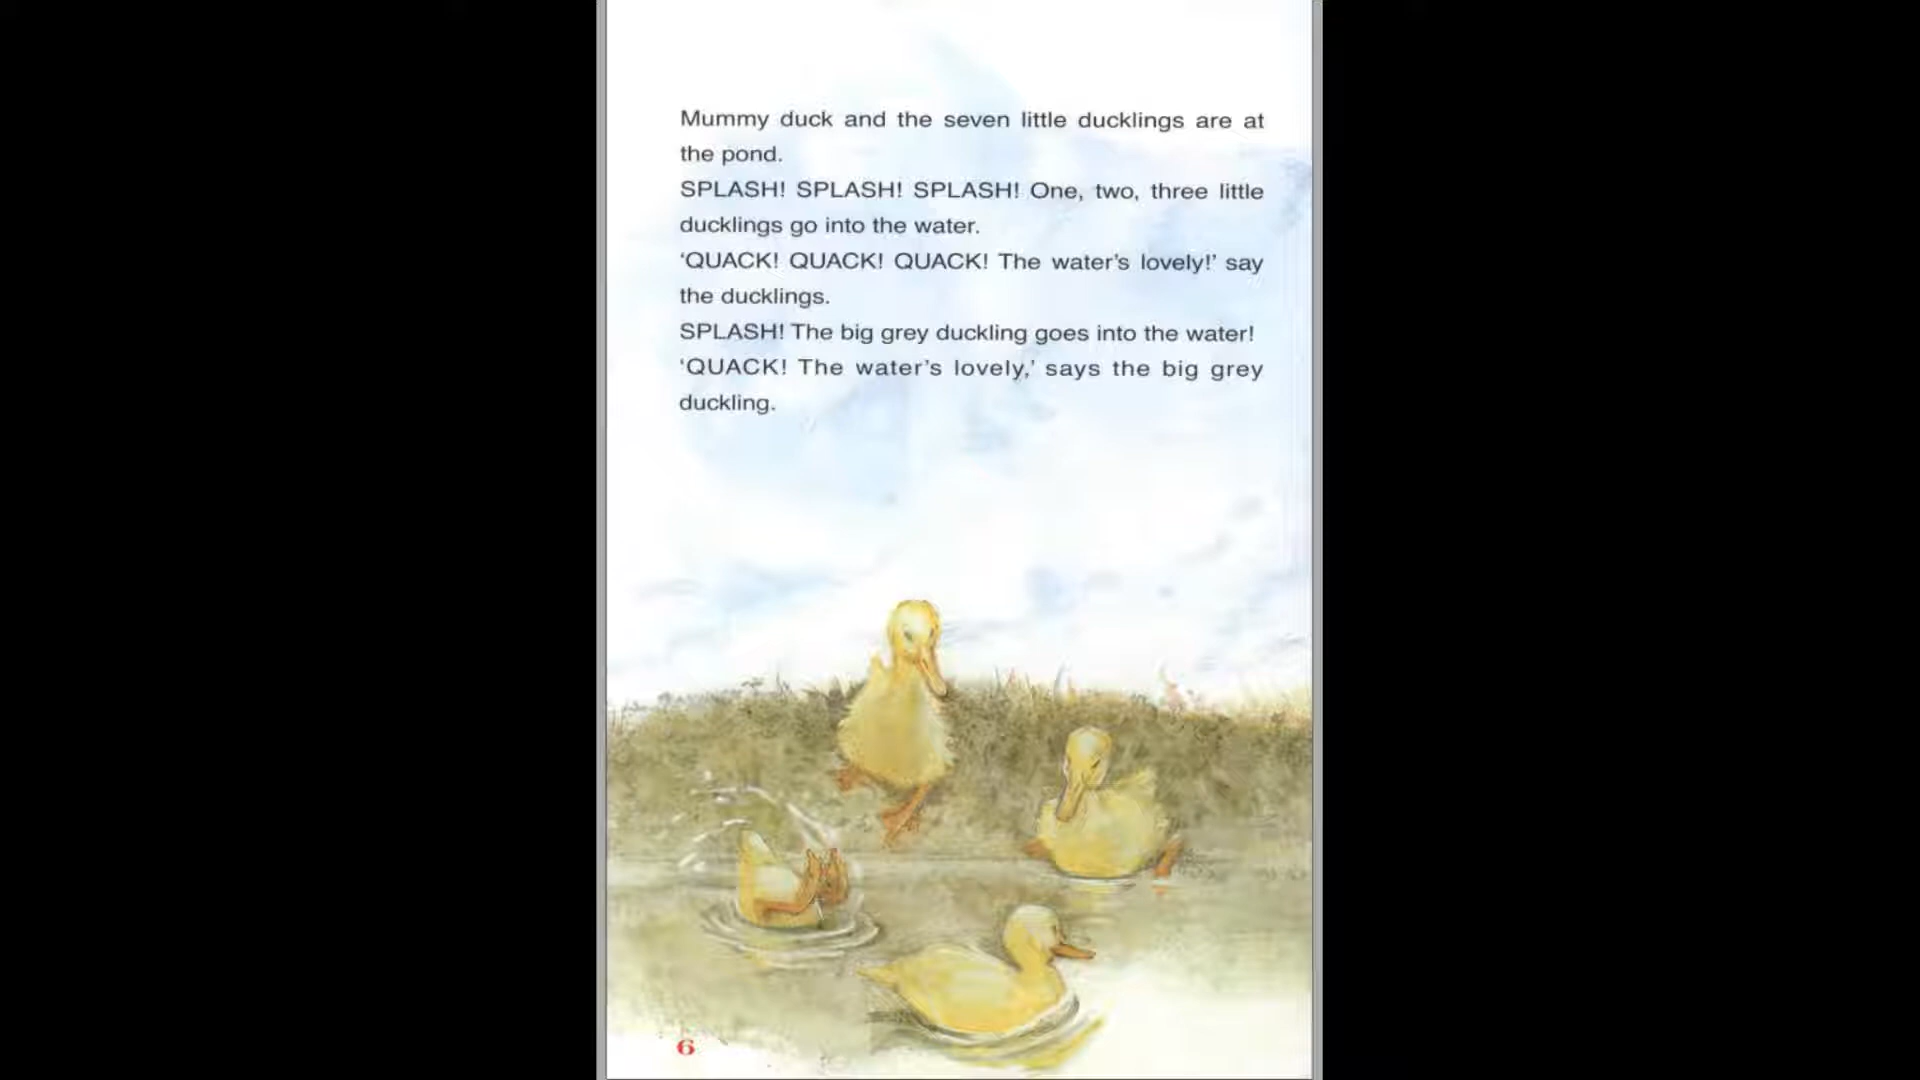 Mummy duck and the seven little ducklings are at
the pond.
SPLASH! SPLASH! SPLASH! One, two, three little
ducklings go into the water.
‘QUACK! QUACK! QUACK! The water’s lovely!’ say
the ducklings.
SPLASH! The big grey duckling goes into the water!
‘QUACK! The water’s lovely,’ says the big grey
duckling.
6